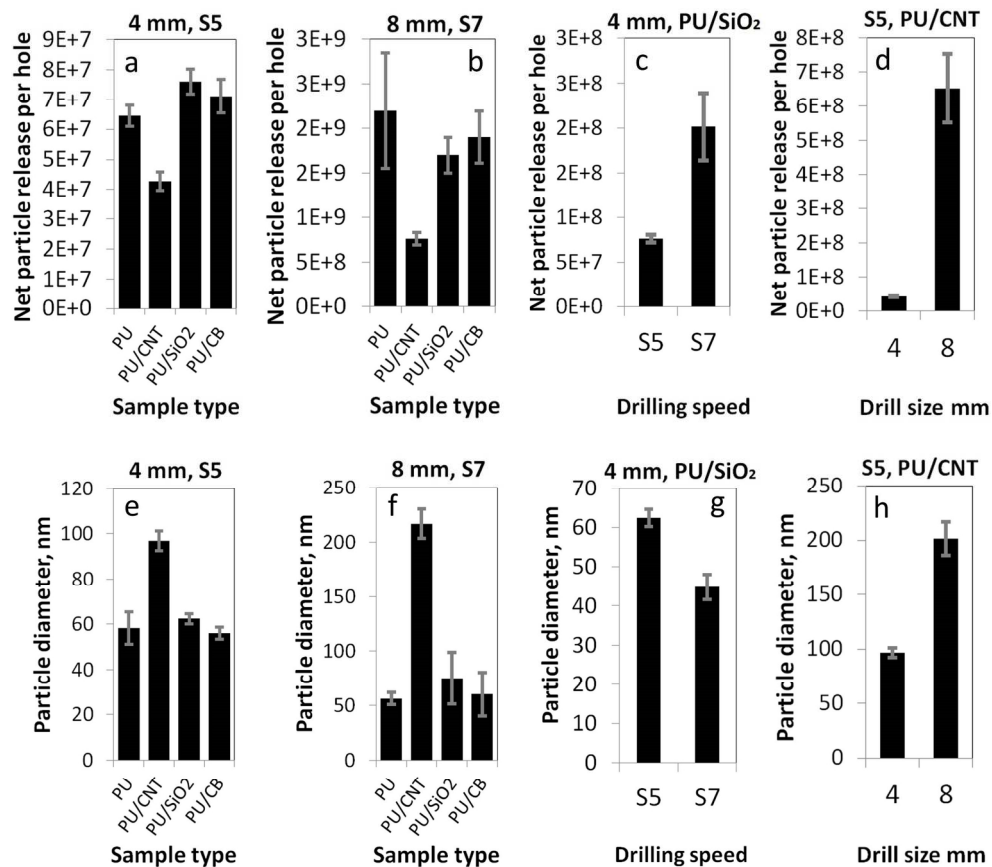 4 mm, S5
Net particle release per hole
9E+7
8E+7
7E+7
6E+7
5E+7
4E+7
3E+7
2E+7
1E+7
0E+0
a
PU
PU/CNT
PU/SiO2
PU/CB
Sample type
8 mm, S7
Net particle release per hole
3E+9
3E+9
2E+9
2E+9
1E+9
5E+8
0E+0
b
PU
PU/CNT
PU/SiO2
PU/CB
Sample type
4 mm, PU/SiO₂
Net particle release per hole
3E+8
3E+8
2E+8
2E+8
1E+8
5E+7
0E+0
c
S5
S7
Drilling speed
S5, PU/CNT
Net particle release per hole
8E+8
7E+8
6E+8
5E+8
4E+8
3E+8
2E+8
1E+8
0E+0
d
4
8
Drill size mm
4 mm, S5
Particle diameter, nm
120
100
80
60
40
20
0
e
PU
PU/CNT
PU/SiO2
PU/CB
Sample type
8 mm, S7
Particle diameter, nm
250
200
150
100
50
0
f
PU
PU/CNT
PU/SiO2
PU/CB
Sample type
4 mm, PU/SiO₂
Particle diameter, nm
70
60
50
40
30
20
10
0
g
S5
S7
Drilling speed
S5, PU/CNT
Particle diameter, nm
250
200
150
100
50
0
h
4
8
Drill size mm